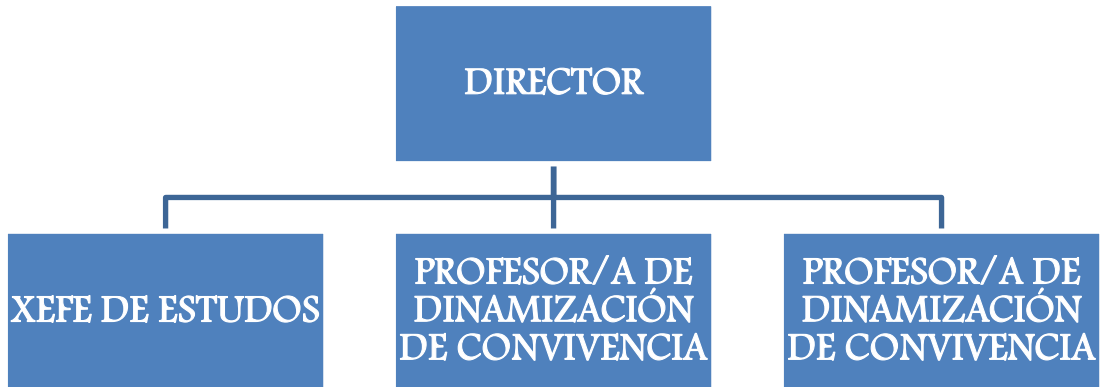 DIRECTOR
XEFE DE ESTUDOS
PROFESOR/A DE
DINAMIZACIÓN
DE CONVIVENCIA
PROFESOR/A DE
DINAMIZACIÓN
DE CONVIVENCIA